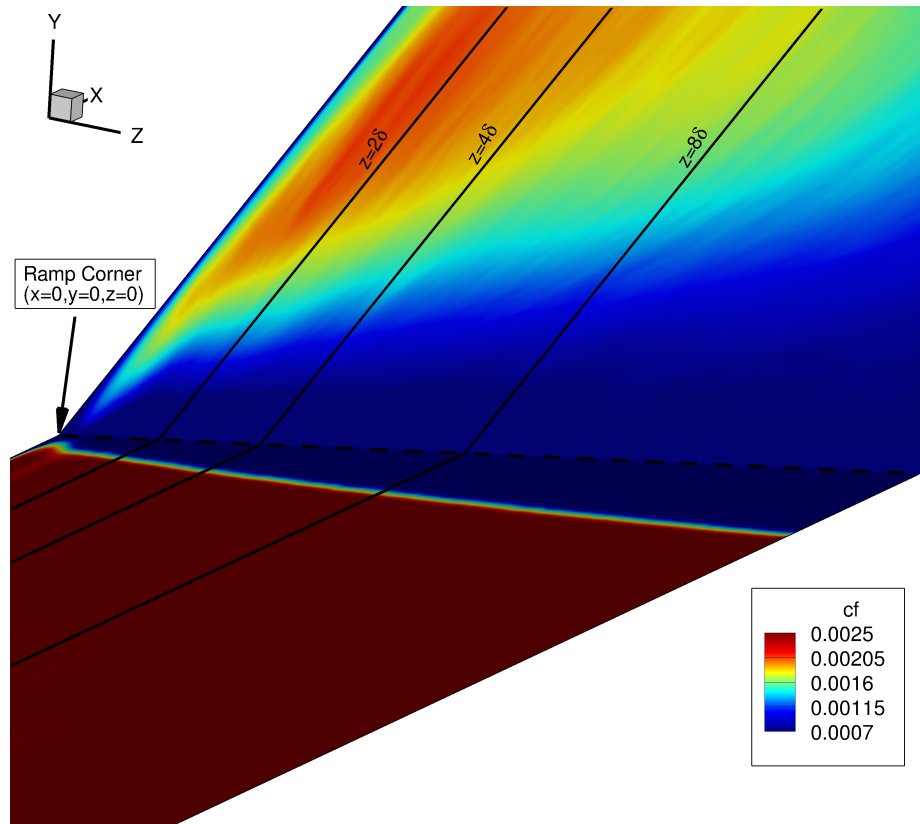 Y
X
Z
z=2δ
z=4δ
z=8δ
Ramp Corner
(x=0,y=0,z=0)
cf
0.0025
0.00205
0.0016
0.00115
0.0007